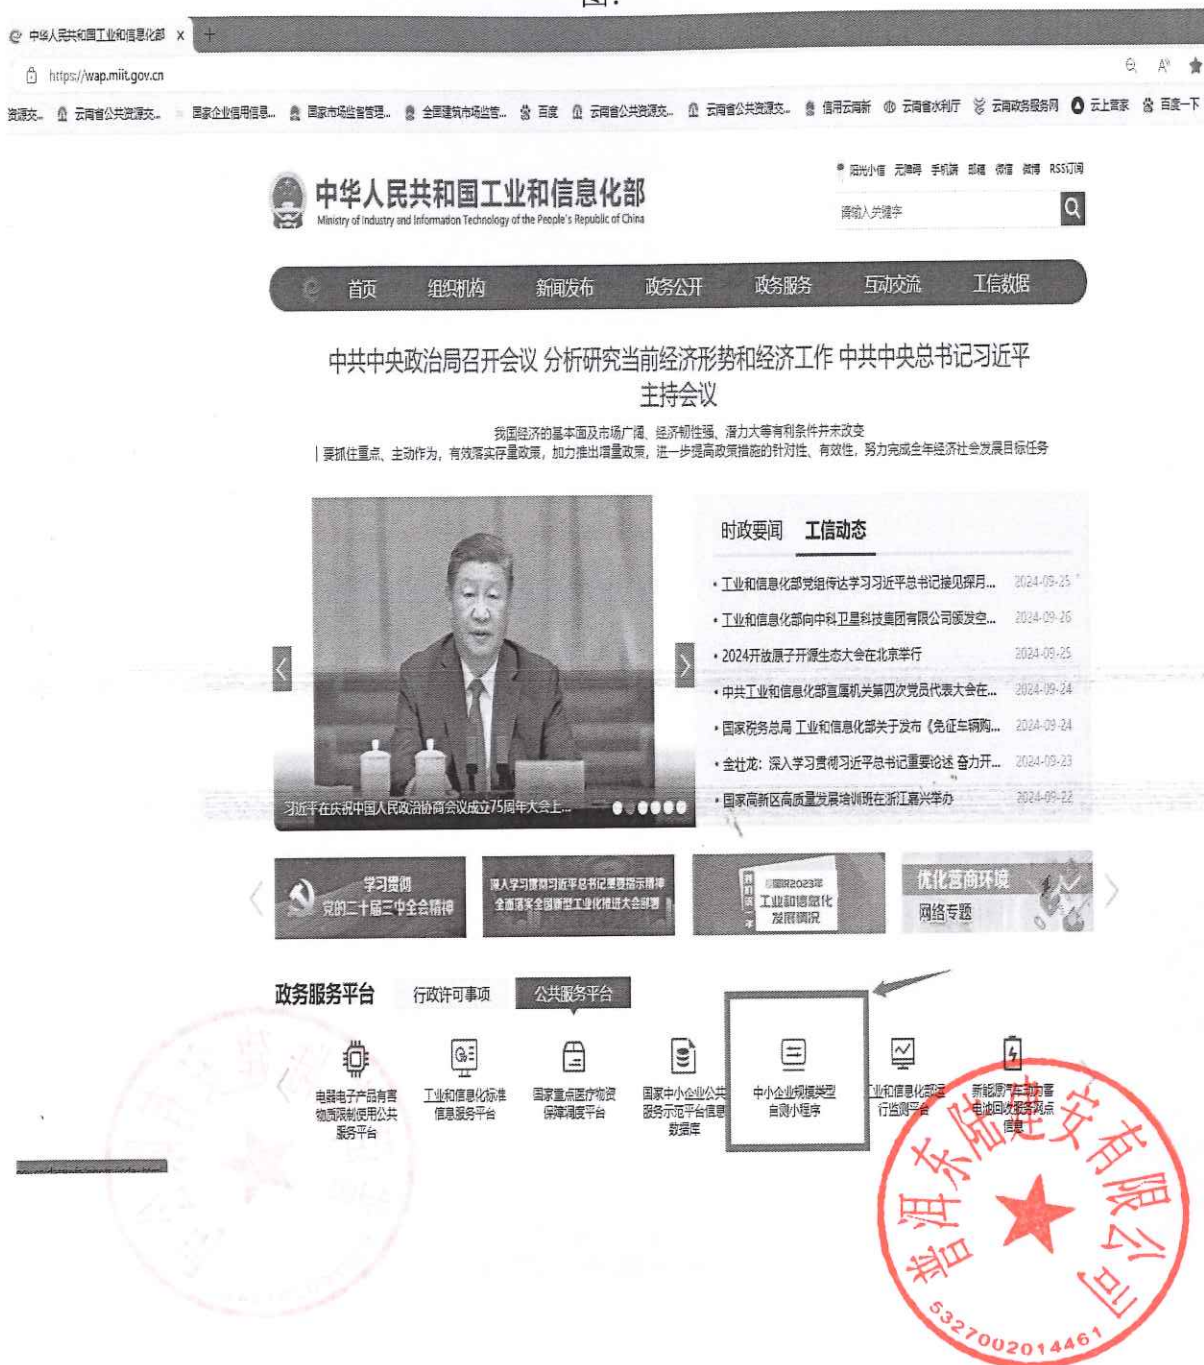 图:
中华人民共和国工业和信息化部 × +
https://wap.miit.gov.cn
资源交... 云南省公共资源交... 国家企业信用信息... 国家市场监督管理... 全国建筑市场监管... 百度 云南省公共资源交... 云南省公共资源交... 信用云南新 云南省水利厅 云南政务服务网 云上管家 百度一下
阳光小信 无障碍 手机端 邮箱 微信 微博 RSS订阅
中华人民共和国工业和信息化部
Ministry of Industry and Information Technology of the People's Republic of China
请输入关键字
首页 组织机构 新闻发布 政务公开 政务服务 互动交流 工信数据
中共中央政治局召开会议 分析研究当前经济形势和经济工作 中共中央总书记习近平
主持会议
我国经济的基本面及市场广阔、经济韧性强、潜力大等有利条件并未改变
| 要抓住重点、主动作为，有效落实存量政策，加力推出增量政策，进一步提高政策措施的针对性、有效性，努力完成全年经济社会发展目标任务
时政要闻 工信动态
• 工业和信息化部党组传达学习习近平总书记接见探月... 2024-09-25
• 工业和信息化部向中科卫星科技集团有限公司颁发空... 2024-09-26
• 2024开放原子开源生态大会在北京举行 2024-09-25
• 中共工业和信息化部直属机关第四次党员代表大会在... 2024-09-24
• 国家税务总局 工业和信息化部关于发布《免征车辆购... 2024-09-24
• 金壮龙：深入学习贯彻习近平总书记重要论述 奋力开... 2024-09-23
• 国家高新区高质量发展培训班在浙江嘉兴举办 2024-09-22
习近平在庆祝中国人民政治协商会议成立75周年大会上...
学习贯彻
党的二十届三中全会精神
深入学习贯彻习近平总书记重要指示精神
全面落实全国新型工业化推进大会部署
图说2023年
工业和信息化
发展情况
优化营商环境
网络专题
政务服务平台 行政许可事项 公共服务平台
电器电子产品有害
物质限制使用公共
服务平台
工业和信息化标准
信息服务平台
国家重点医疗物资
保障调度平台
国家中小企业公共
服务示范平台信息
数据库
中小企业规模类型
自测小程序
工业和信息化部运
行监测平台
新能源汽车动力蓄
电池回收服务网点
信息
普洱东陆建安有限公司
5327002014461